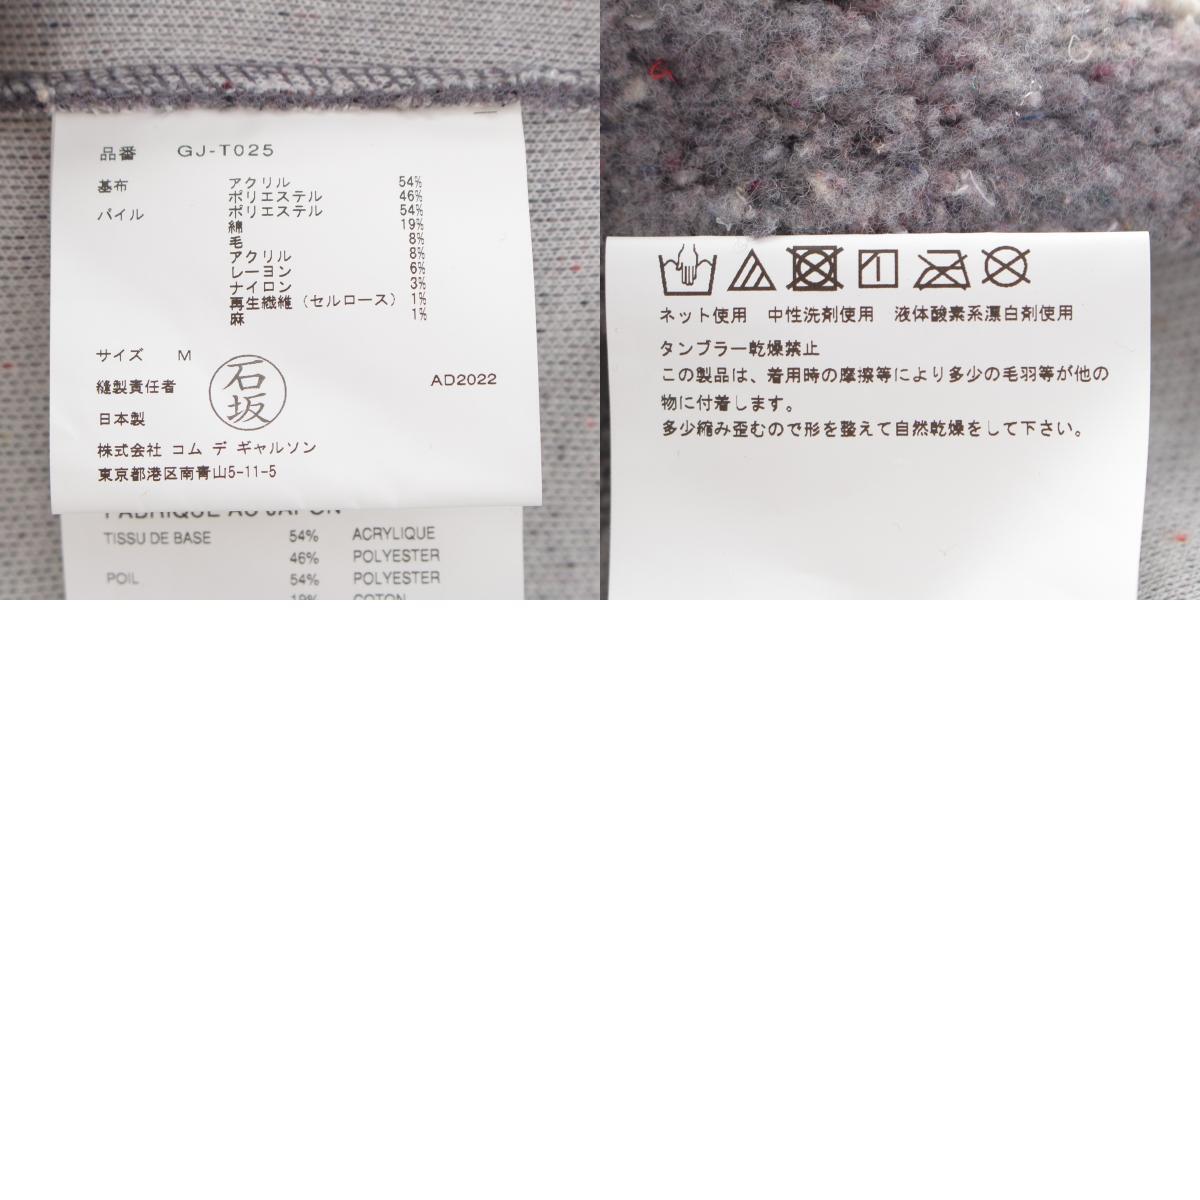 品番 GJ-T025
基布 アクリル 54%
ポリエステル 46%
パイル ポリエステル 54%
綿 19%
毛 8%
アクリル 8%
レーヨン 6%
ナイロン 3%
再生繊維（セルロース） 1%
麻 1%
サイズ M
縫製責任者 石坂 AD2022
日本製
株式会社 コム デ ギャルソン
東京都港区南青山5-11-5
FABRIQUE AU JAPON
TISSU DE BASE 54% ACRYLIQUE
46% POLYESTER
POIL 54% POLYESTER
19% COTON
ネット使用 中性洗剤使用 液体酸素系漂白剤使用
タンブラー乾燥禁止
この製品は、着用時の摩擦等により多少の毛羽等が他の
物に付着します。
多少縮み歪むので形を整えて自然乾燥をして下さい。